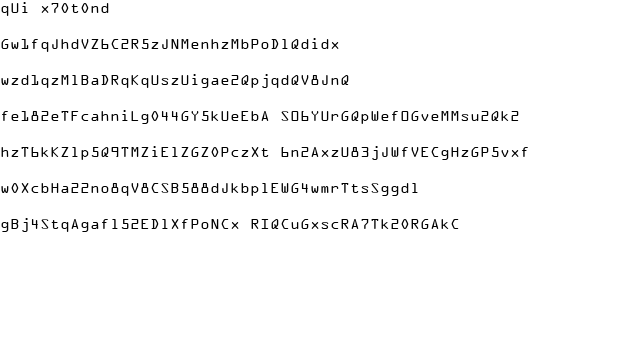 qUi x70t0nd
Gw1fqJhdVZ6C2R5zJNMenhzMbPoD1Qdidx
wzd1qzM1BaDRqKqUszUigae2QpjqdQV8JnQ
fe182eTFcahniLg044GY5kUeEbA SO6YUrGQpWefOGveMMsu2Qk2
hzT6kKZ1p5Q9TMZiE1ZGZ0PczXt 6n2AxzU83jJWfVECgHzGP5vxf
w0XcbHa22no8qV8CSB588dJkbp1EWG4wmrTtsSggd1
gBj4StqAgaf152ED1XfPoNCx RIQCuGxscRA7Tk20RGAkC